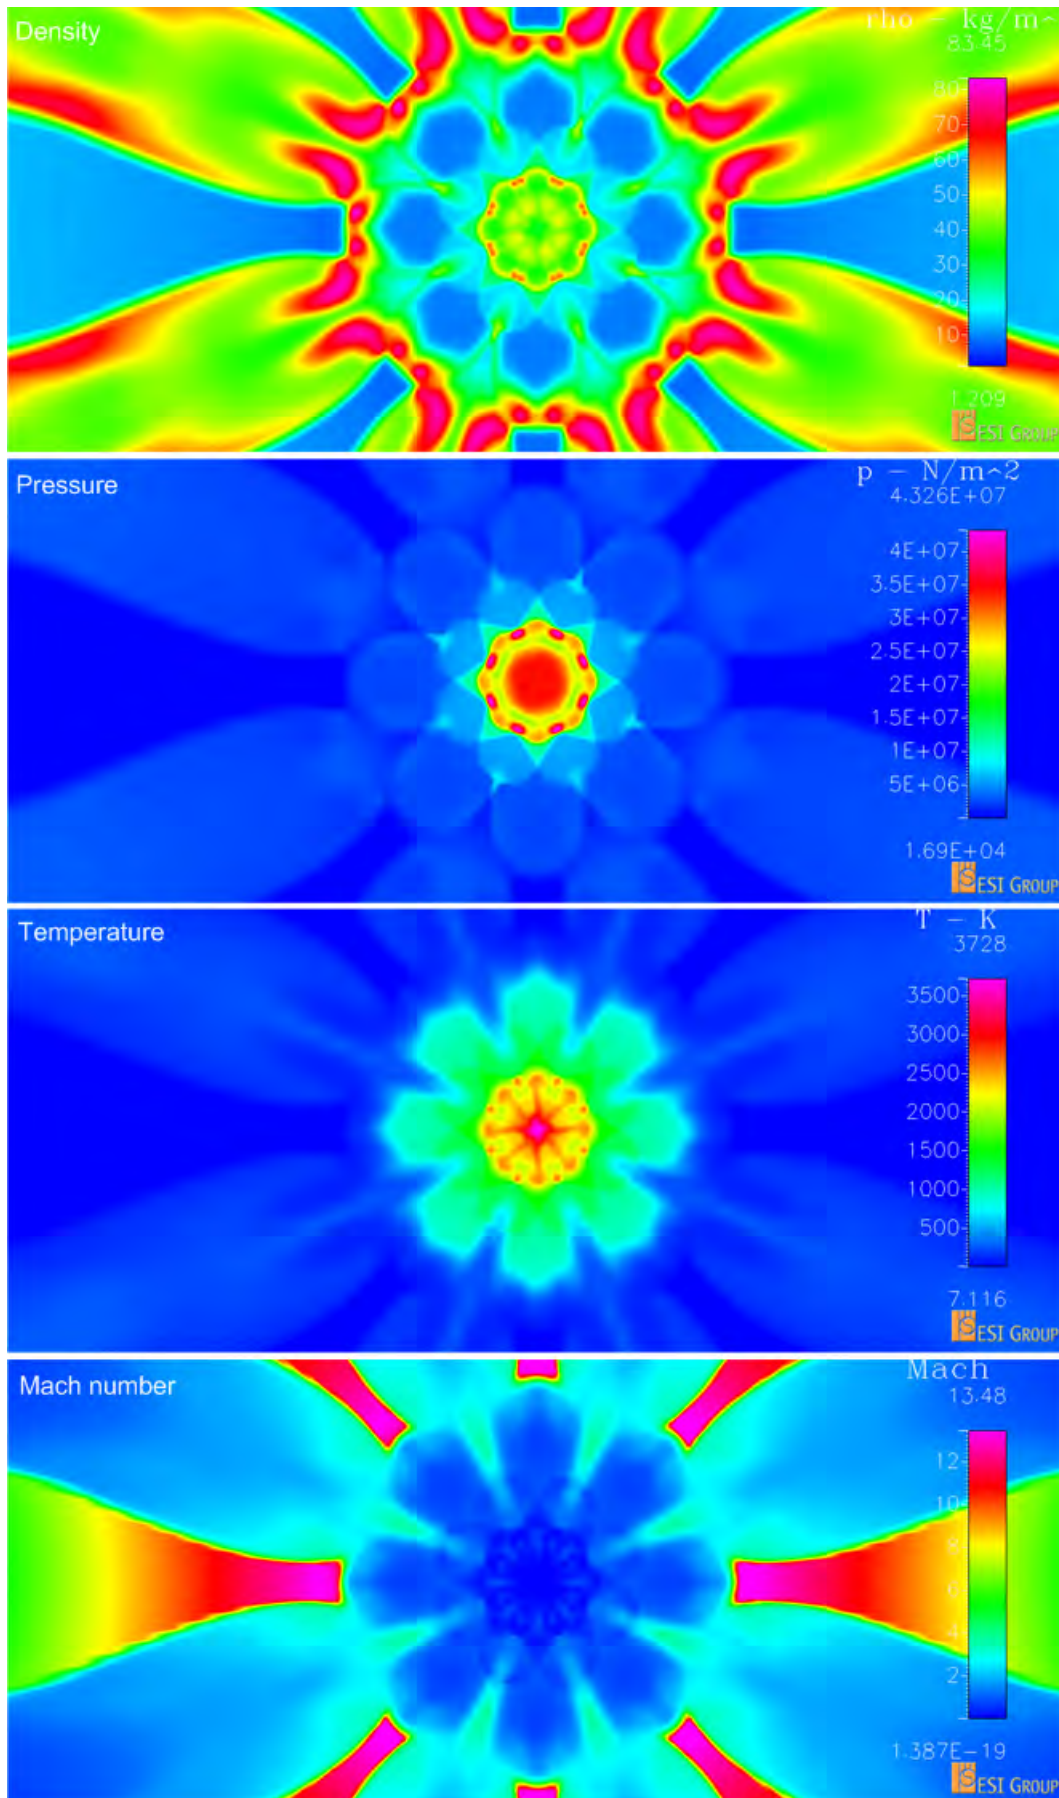 Density
rho - kg/m^
83.45
80
70
60
50
40
30
20
10
1.209
ESI GROUP
Pressure
p - N/m^2
4.326E+07
4E+07
3.5E+07
3E+07
2.5E+07
2E+07
1.5E+07
1E+07
5E+06
1.69E+04
ESI GROUP
Temperature
T - K
3728
3500
3000
2500
2000
1500
1000
500
7.116
ESI GROUP
Mach number
Mach
13.48
12
10
8
6
4
2
1.387E-19
ESI GROUP